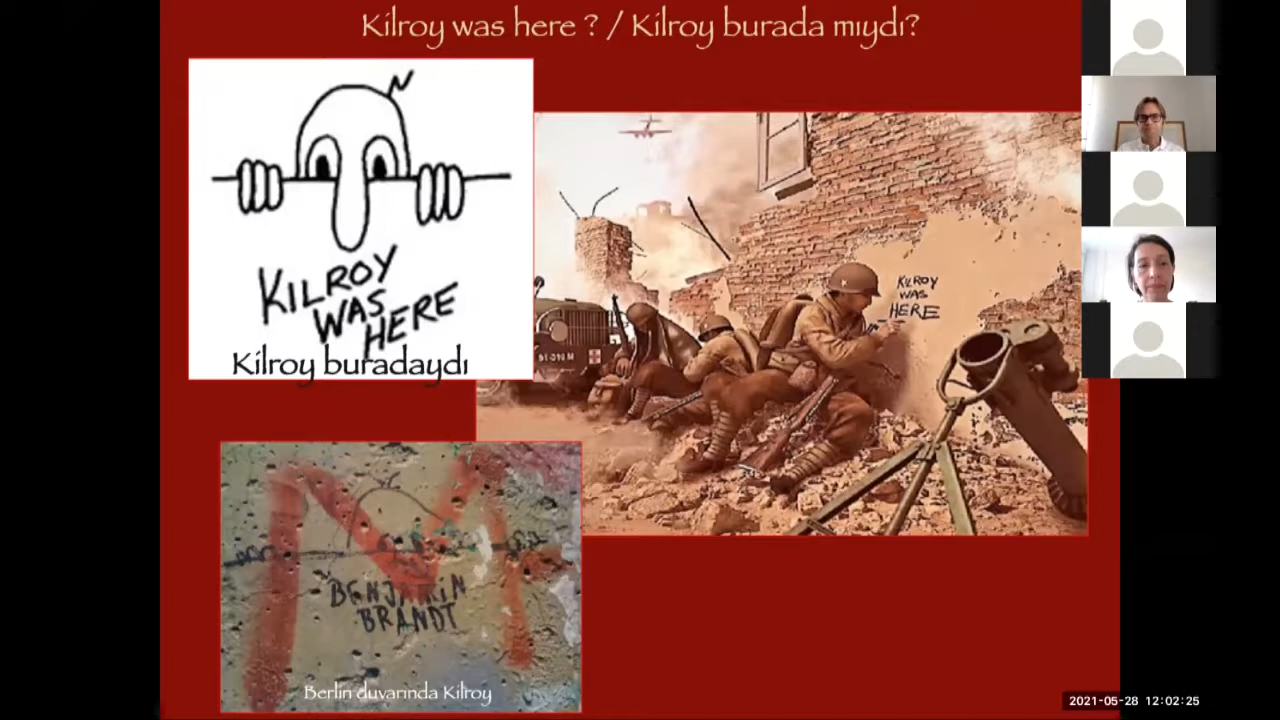 Kilroy was here ? / Kilroy burada mıydı?
KILROY
WAS
HERE
Kilroy buradaydı
KILROY
WAS
HERE
BENJAMIN
BRANDT
Berlin duvarinda Kilroy
2021-05-28 12:02:25